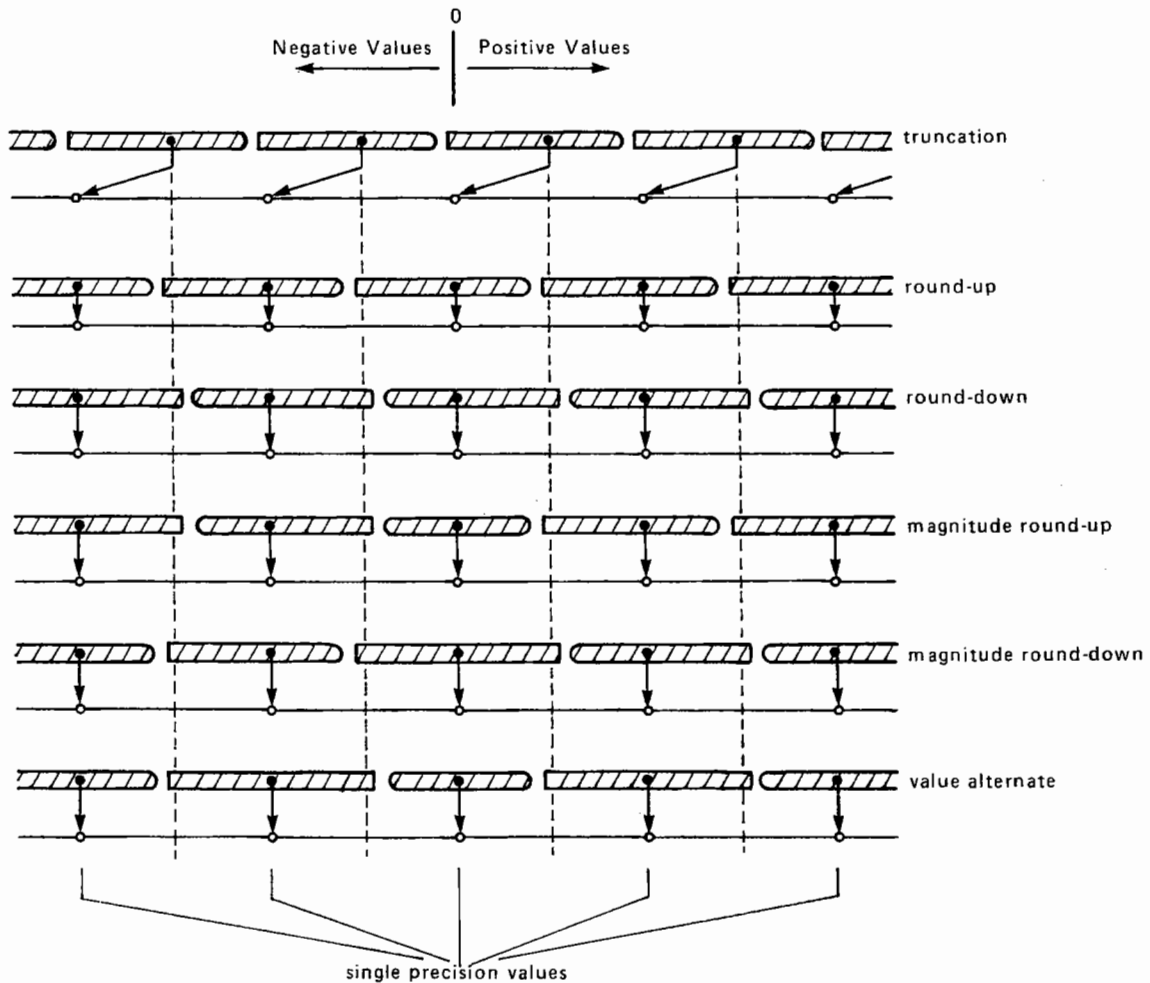 0
Negative Values Positive Values
truncation
round-up
round-down
magnitude round-up
magnitude round-down
value alternate
single precision values